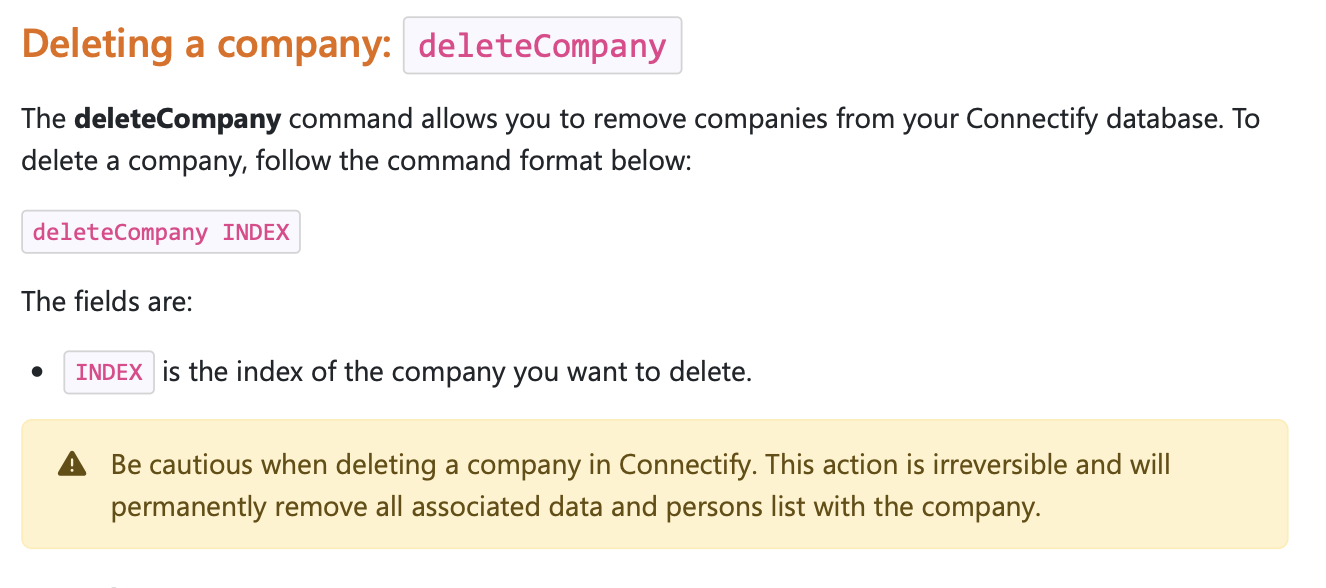 Deleting a company: deleteCompany
The deleteCompany command allows you to remove companies from your Connectify database. To
delete a company, follow the command format below:
deleteCompany INDEX
The fields are:
• INDEX is the index of the company you want to delete.
Be cautious when deleting a company in Connectify. This action is irreversible and will
permanently remove all associated data and persons list with the company.